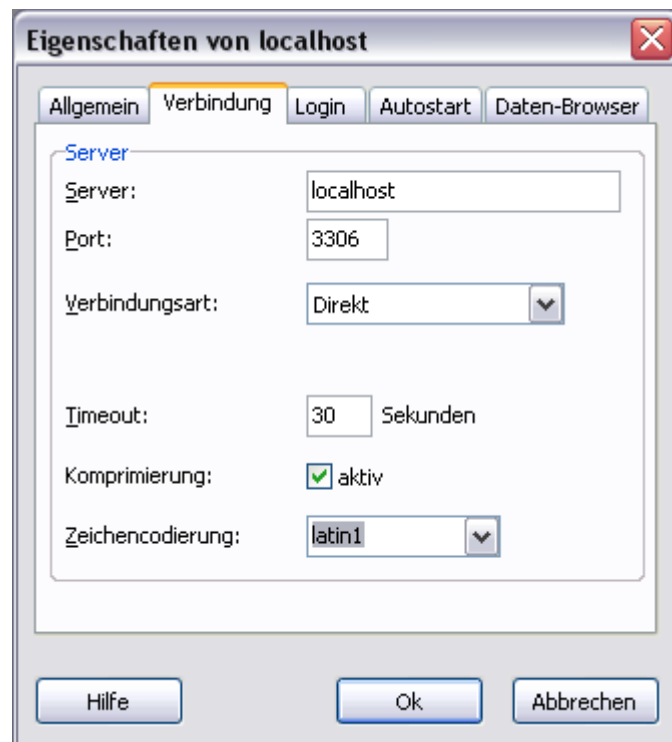 Eigenschaften von localhost
Allgemein Verbindung Login Autostart Daten-Browser
Server
Server: localhost
Port: 3306
Verbindungsart: Direkt
Timeout: 30 Sekunden
Komprimierung: aktiv
Zeichencodierung: latin1
Hilfe Ok Abbrechen